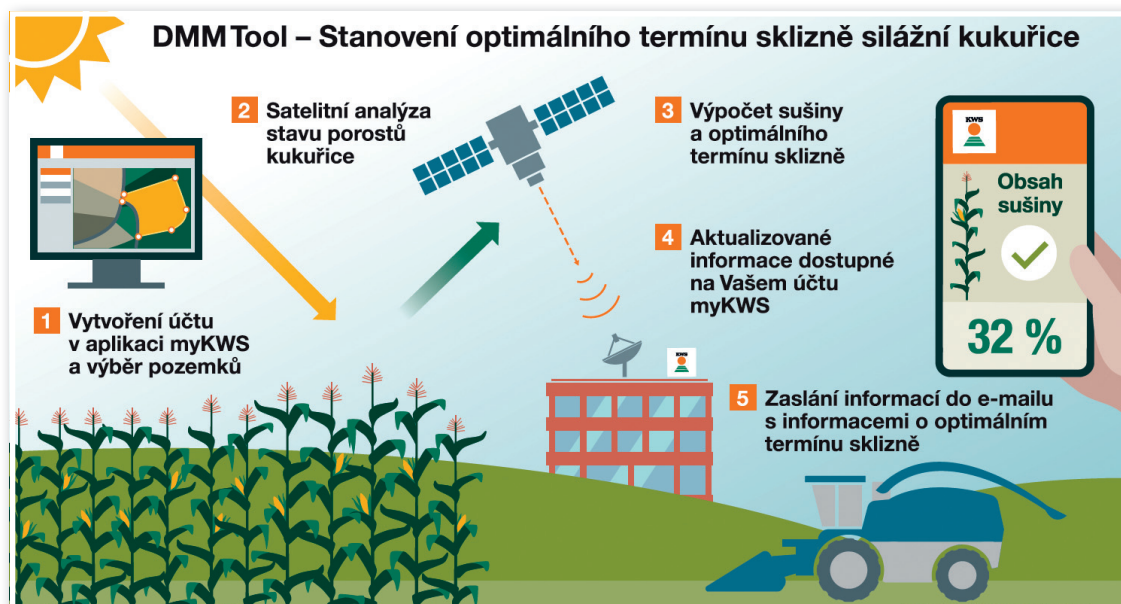 DMM Tool – Stanovení optimálního termínu sklizně silážní kukuřice
1 Vytvoření účtu
v aplikaci myKWS
a výběr pozemků
2 Satelitní analýza
stavu porostů
kukuřice
3 Výpočet sušiny
a optimálního
termínu sklizně
4 Aktualizované
informace dostupné
na Vašem účtu
myKWS
5 Zaslání informací do e-mailu
s informacemi o optimálním
termínu sklizně
KWS
KWS
Obsah
sušiny
32 %